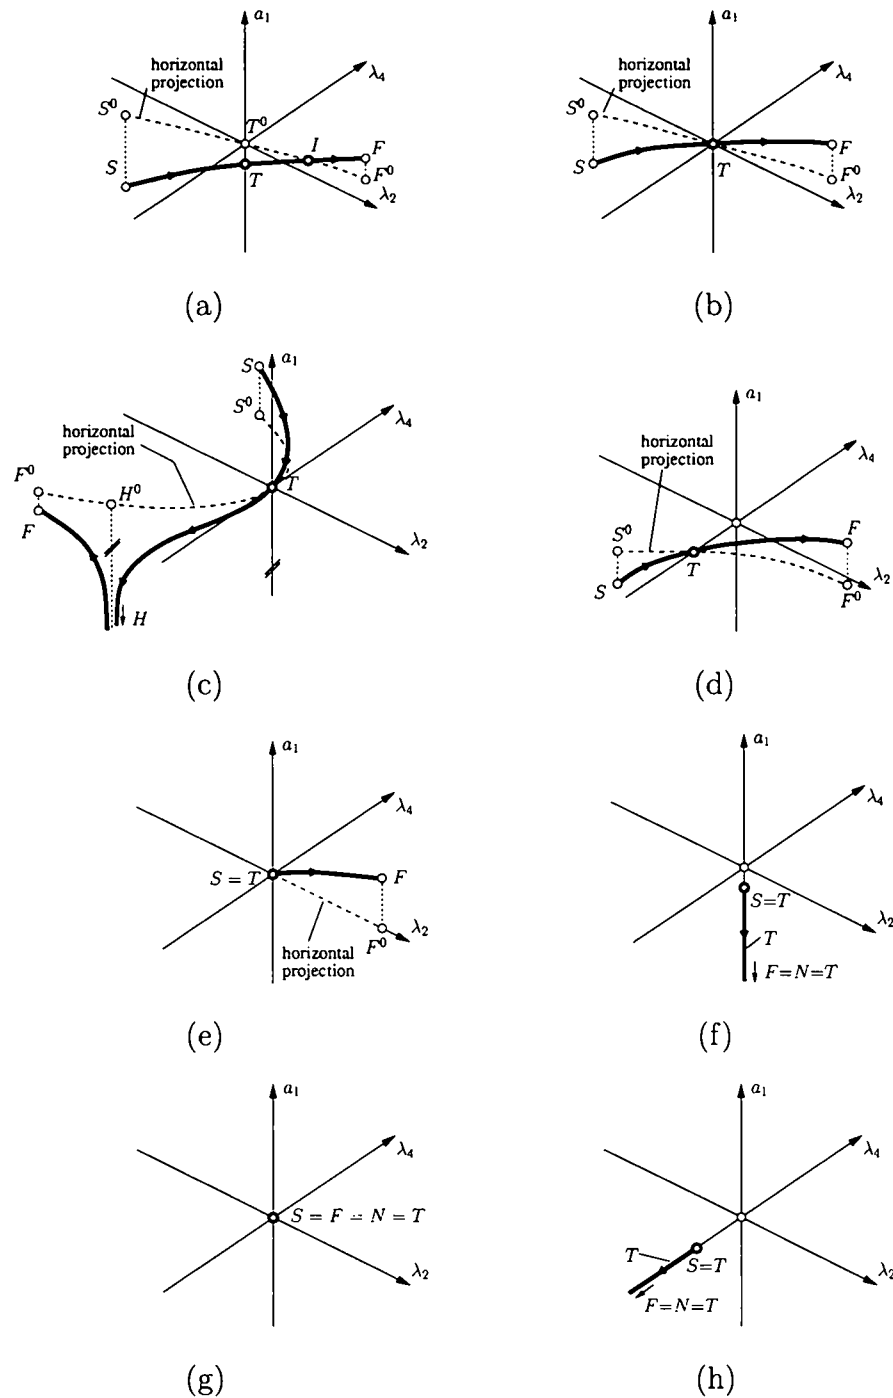 a₁
horizontal
projection
λ₄
S⁰
T⁰
I
F
S
T
F⁰
λ₂
(a)
a₁
horizontal
projection
λ₄
S⁰
F
S
T
F⁰
λ₂
(b)
S
a₁
S⁰
λ₄
horizontal
projection
F⁰
H⁰
T
F
λ₂
H
(c)
a₁
λ₄
horizontal
projection
S⁰
F
T
λ₂
S
F⁰
(d)
a₁
λ₄
S = T
F
λ₂
F⁰
horizontal
projection
(e)
a₁
λ₄
S=T
λ₂
T
F=N=T
(f)
a₁
λ₄
S = F = N = T
λ₂
(g)
a₁
λ₄
T
S=T
λ₂
F=N=T
(h)